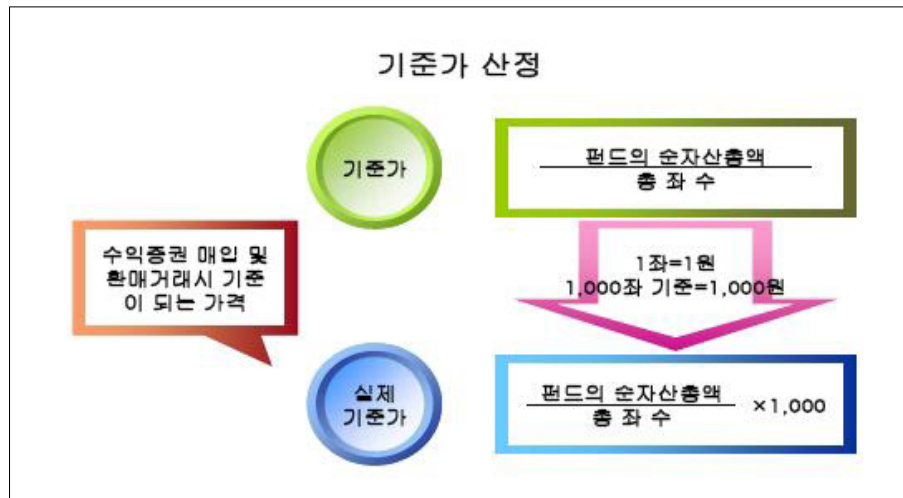 기준가 산정
기준가
펀드의 순자산총액
총 좌 수
수익증권 매입 및
환매거래시 기준
이 되는 가격
1좌=1원
1,000좌 기준=1,000원
실제
기준가
펀드의 순자산총액
총 좌 수
×1,000